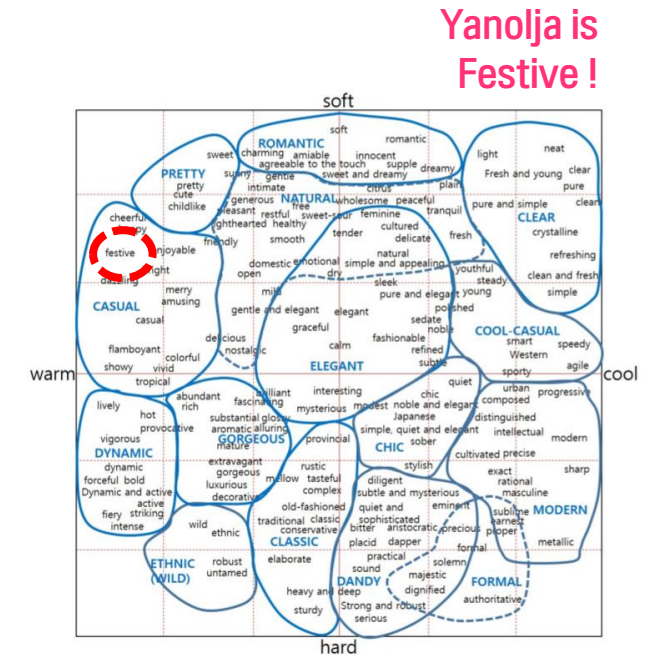 Yanolja is
Festive !
soft
soft
ROMANTIC
romantic
sweet
charming
amiable
innocent
agreeable to the touch
supple
dreamy
light
neat
PRETTY
sunny
gentle
sweet and dreamy
Fresh and young
clear
pretty
intimate
citrus
plain
pure
cute
generous
NATURAL
wholesome
peaceful
childlike
free
pure and simple
clean
pleasant
restful
sweet-sour
feminine
tranquil
CLEAR
cheerful
lighthearted
healthy
cultured
crystalline
friendly
smooth
tender
delicate
fresh
festive
enjoyable
natural
refreshing
domestic
emotional
simple and appealing
youthful
clean and fresh
open
dry
steady
dazzling
sleek
merry
mild
pure and elegant
young
simple
CASUAL
amusing
gentle and elegant
elegant
polished
casual
graceful
sedate
noble
COOL-CASUAL
delicious
calm
fashionable
smart
speedy
flamboyant
colorful
nostalgic
refined
Western
showy
vivid
ELEGANT
subtle
agile
warm
tropical
sporty
cool
quiet
urban
lively
abundant
brilliant
interesting
chic
composed
progressive
rich
fascinating
mysterious
modest
noble and elegant
hot
substantial
glossy
Japanese
distinguished
provocative
aromatic
alluring
simple, quiet and elegant
intellectual
modern
vigorous
GORGEOUS
provincial
CHIC
sober
DYNAMIC
mature
cultivated
precise
dynamic
extravagant
rustic
stylish
exact
sharp
forceful
bold
gorgeous
mellow
tasteful
diligent
rational
Dynamic and active
luxurious
complex
subtle and mysterious
masculine
active
decorative
old-fashioned
quiet and
eminent
sublime
MODERN
fiery
striking
traditional
classic
sophisticated
earnest
intense
wild
conservative
bitter
aristocratic
precious
proper
ethnic
CLASSIC
placid
dapper
formal
metallic
ETHNIC
robust
elaborate
practical
solemn
(WILD)
untamed
sound
majestic
DANDY
FORMAL
heavy and deep
dignified
authoritative
sturdy
Strong and robust
serious
hard